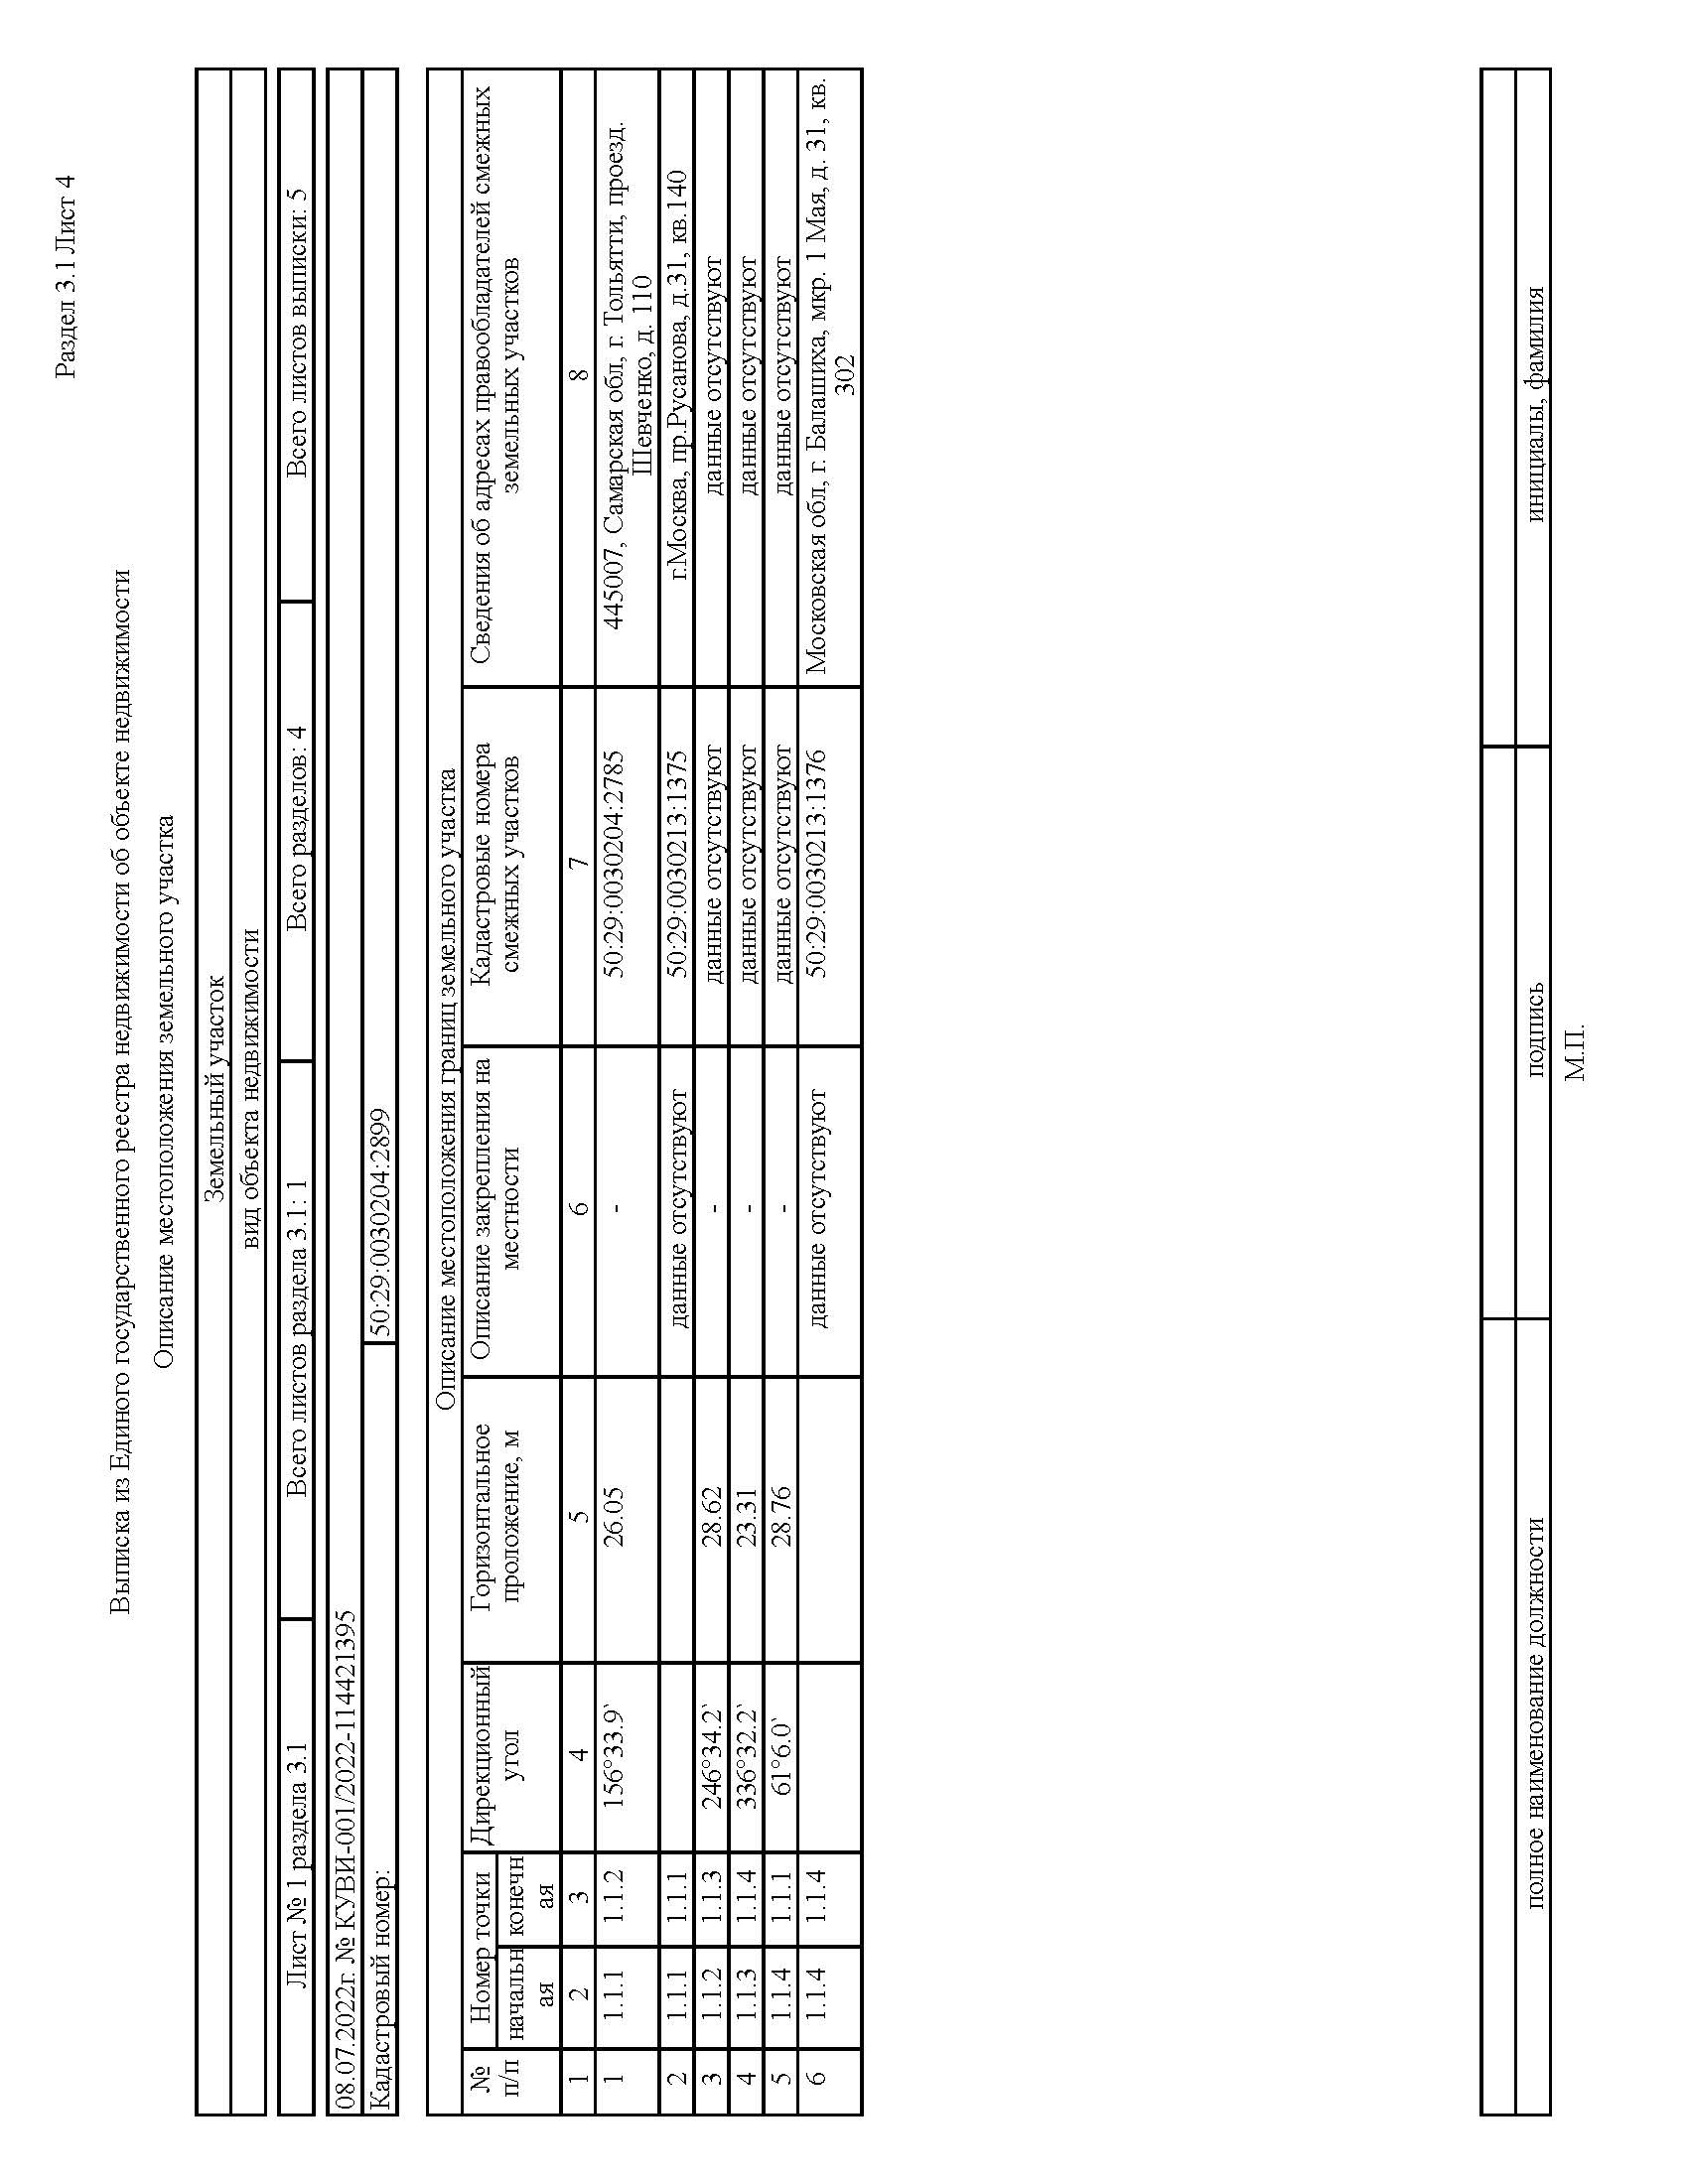 Раздел 3.1 Лист 4
Выписка из Единого государственного реестра недвижимости об объекте недвижимости
Описание местоположения земельного участка
Земельный участок
вид объекта недвижимости
Лист № 1 раздела 3.1 Всего листов раздела 3.1: 1 Всего разделов: 4 Всего листов выписки: 5
08.07.2022г. № КУВИ-001/2022-114421395
Кадастровый номер: 50:29:0030204:2899
Описание местоположения границ земельного участка
№ Номер точки Дирекционный Горизонтальное Описание закрепления на Кадастровые номера Сведения об адресах правообладателей смежных
п/п начальн конечн угол проложение, м местности смежных участков земельных участков
ая ая
1 2 3 4 5 6 7 8
1 1.1.1 1.1.2 156°33.9` 26.05 - 50:29:0030204:2785 445007, Самарская обл, г. Тольятти, проезд.
Шевченко, д. 110
2 1.1.1 1.1.1 данные отсутствуют 50:29:0030213:1375 г.Москва, пр.Русанова, д.31, кв.140
3 1.1.2 1.1.3 246°34.2` 28.62 - данные отсутствуют данные отсутствуют
4 1.1.3 1.1.4 336°32.2` 23.31 - данные отсутствуют данные отсутствуют
5 1.1.4 1.1.1 61°6.0` 28.76 - данные отсутствуют данные отсутствуют
6 1.1.4 1.1.4 данные отсутствуют 50:29:0030213:1376 Московская обл, г. Балашиха, мкр. 1 Мая, д. 31, кв.
302
полное наименование должности подпись инициалы, фамилия
М.П.